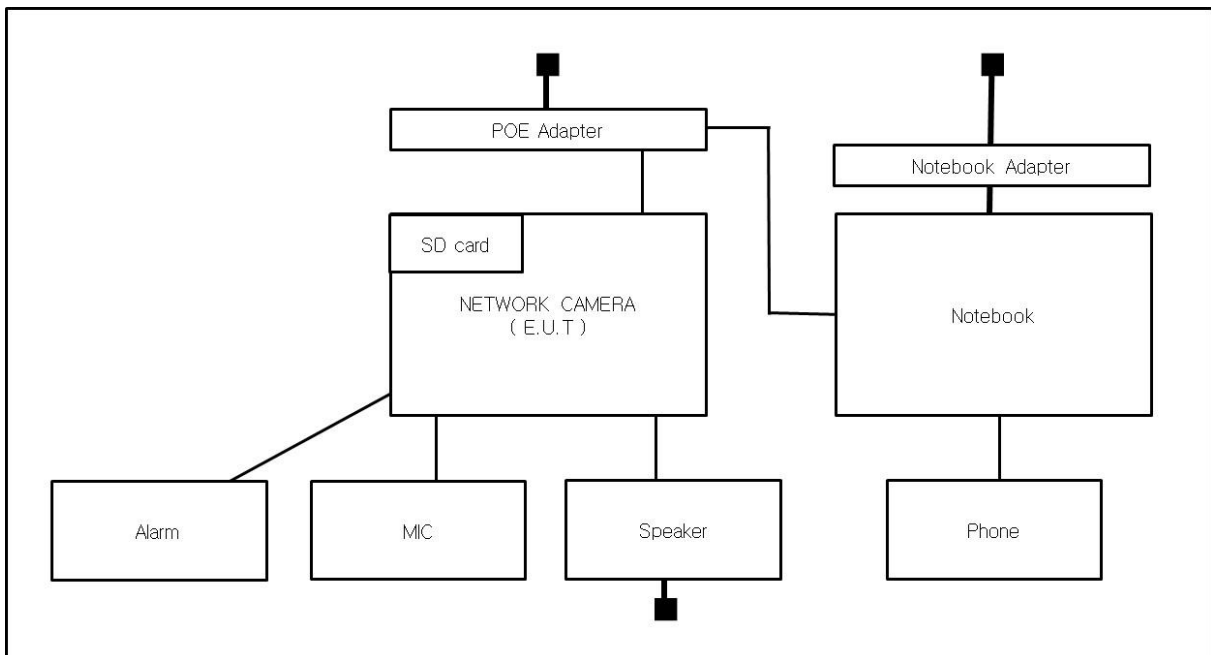 POE Adapter
Notebook Adapter
SD card
NETWORK CAMERA
( E.U.T )
Notebook
Alarm
MIC
Speaker
Phone